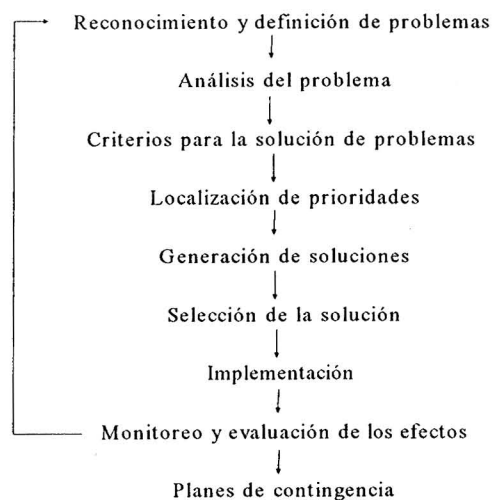 Reconocimiento y definición de problemas
Análisis del problema
Criterios para la solución de problemas
Localización de prioridades
Generación de soluciones
Selección de la solución
Implementación
Monitoreo y evaluación de los efectos
Planes de contingencia